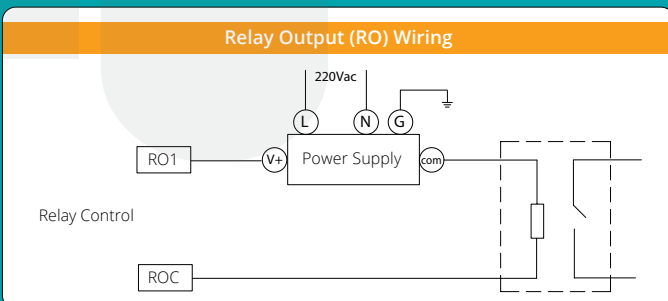 Relay Output (RO) Wiring
220Vac
L
N
G
RO1
V+
Power Supply
com
Relay Control
ROC